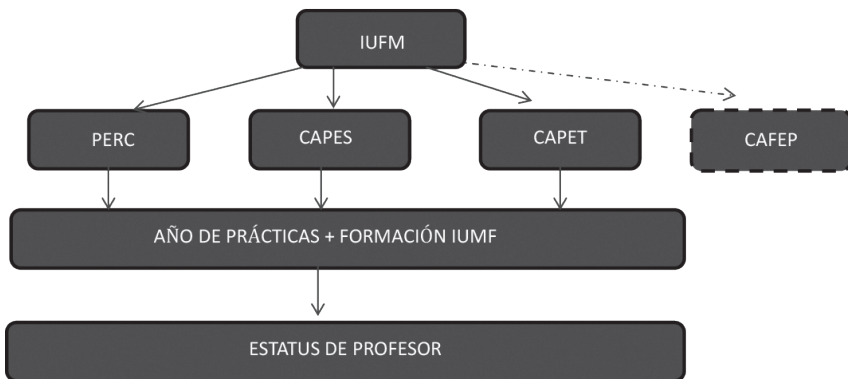 IUFM
PERC
CAPES
CAPET
CAFEP
AÑO DE PRÁCTICAS + FORMACIÓN IUMF
ESTATUS DE PROFESOR